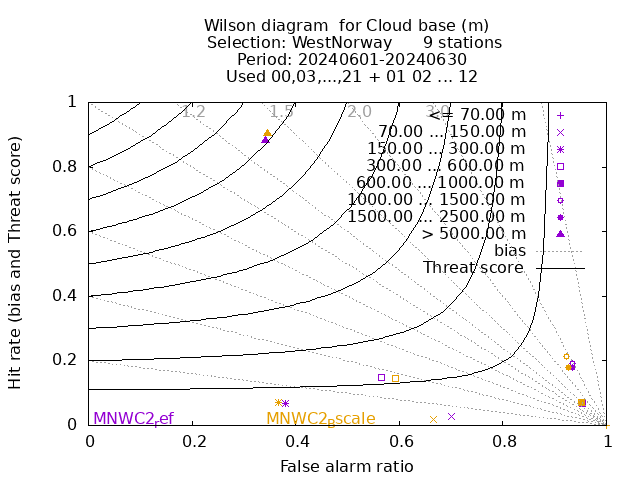 Wilson diagram for Cloud base (m)
Selection: WestNorway 9 stations
Period: 20240601-20240630
Used 00,03,...,21 + 01 02 ... 12
Hit rate (bias and Threat score)
1
0.8
0.6
0.4
0.2
0
1.2 1.5 2.0 3.0
<= 70.00 m
70.00 ... 150.00 m
150.00 ... 300.00 m
300.00 ... 600.00 m
600.00 ... 1000.00 m
1000.00 ... 1500.00 m
1500.00 ... 2500.00 m
> 5000.00 m
bias
Threat score
MNWC2ref MNWC2Bscale
0 0.2 0.4 0.6 0.8 1
False alarm ratio